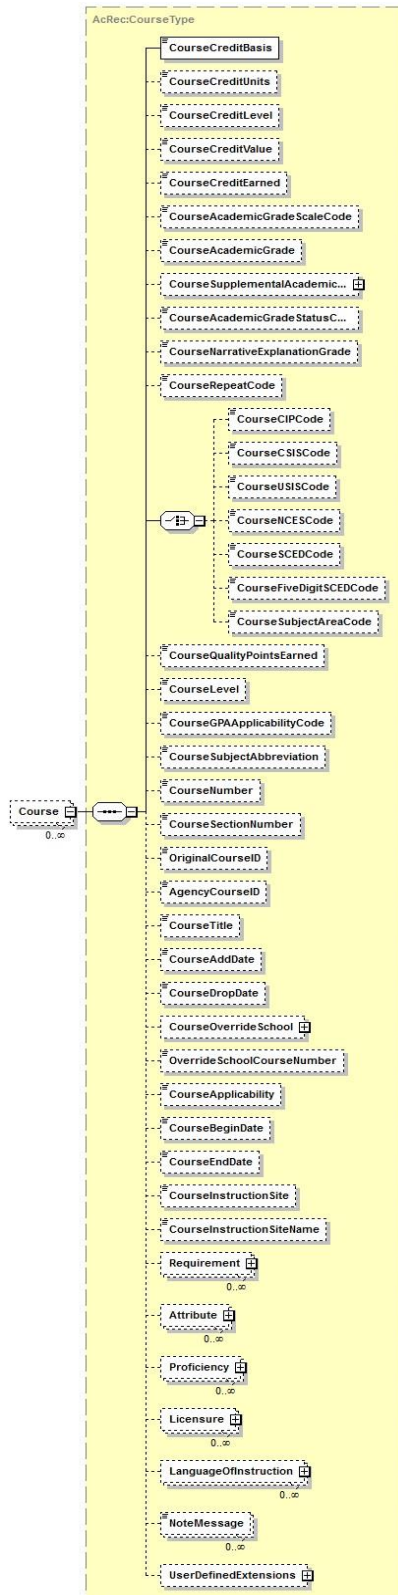 AcRec:CourseType
CourseCreditBasis
CourseCreditUnits
CourseCreditLevel
CourseCreditValue
CourseCreditEarned
CourseAcademicGradeScaleCode
CourseAcademicGrade
CourseSupplementalAcademic...
CourseAcademicGradeStatusC...
CourseNarrativeExplanationGrade
CourseRepeatCode
CourseCIPCode
CourseCSISCode
CourseUSISCode
CourseNCESCode
CourseSCEDCode
CourseFiveDigitSCEDCode
CourseSubjectAreaCode
CourseQualityPointsEarned
CourseLevel
CourseGPAApplicabilityCode
CourseSubjectAbbreviation
CourseNumber
Course
0..∞
CourseSectionNumber
OriginalCourseID
AgencyCourseID
CourseTitle
CourseAddDate
CourseDropDate
CourseOverrideSchool
OverrideSchoolCourseNumber
CourseApplicability
CourseBeginDate
CourseEndDate
CourseInstructionSite
CourseInstructionSiteName
Requirement
0..∞
Attribute
0..∞
Proficiency
0..∞
Licensure
0..∞
LanguageOfInstruction
0..∞
NoteMessage
0..∞
UserDefinedExtensions